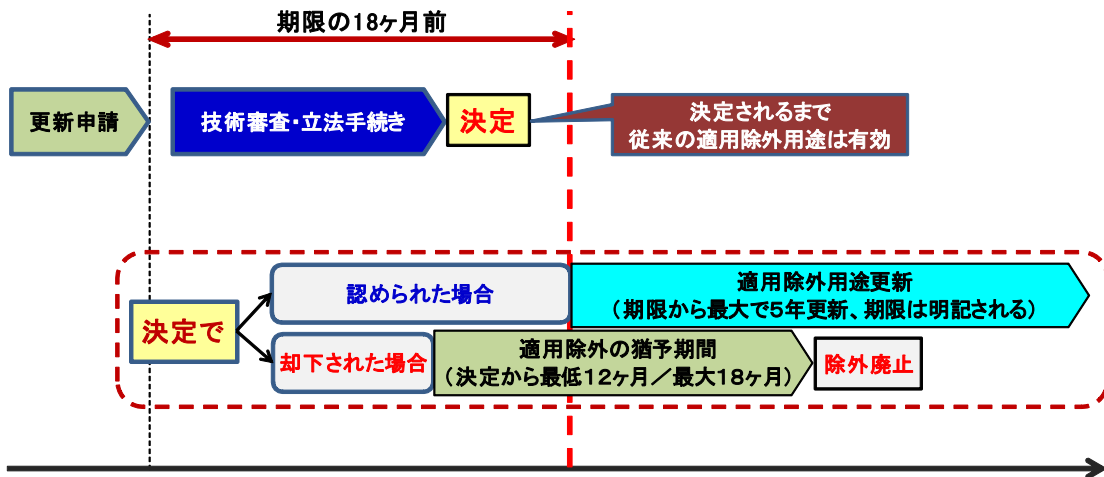 期限の18ヶ月前
更新申請
技術審査・立法手続き
決定
決定されるまで
従来の適用除外用途は有効
決定で
認められた場合
適用除外用途更新
（期限から最大で5年更新、期限は明記される）
却下された場合
適用除外の猶予期間
（決定から最低12ヶ月／最大18ヶ月）
除外廃止